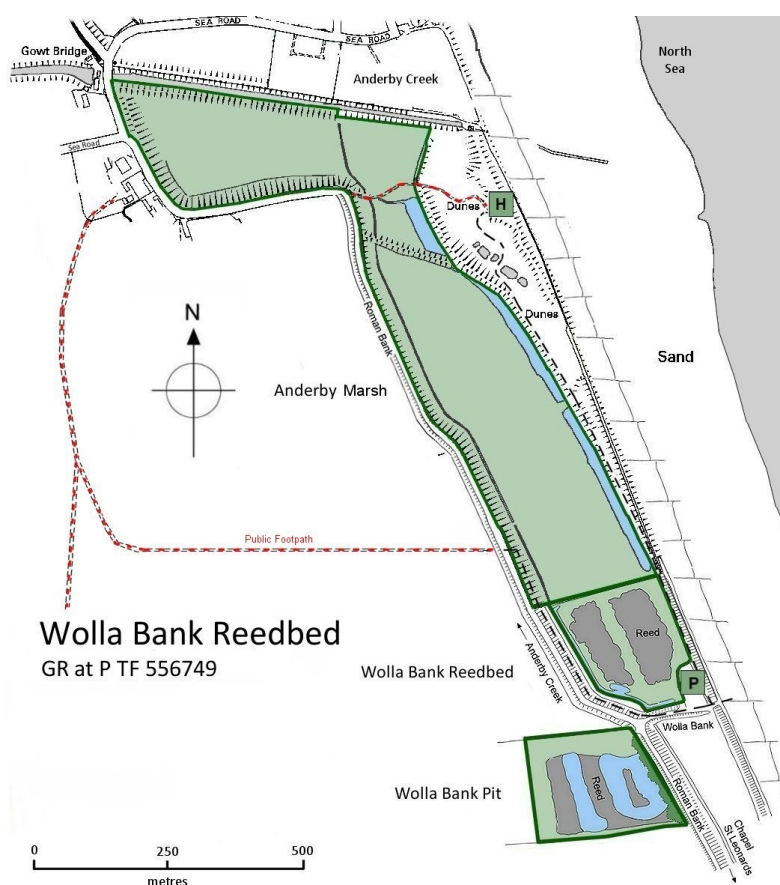 SEA ROAD
SEA ROAD
Gowt Bridge
North
Sea
Anderby Creek
Sea Road
H
Dunes
Dunes
N
Roman Bank
Sand
Anderby Marsh
Public Footpath
Wolla Bank Reedbed
GR at P TF 556749
Reed
Wolla Bank Reedbed
Anderby Creek
P
Wolla Bank
Wolla Bank Pit
Reed
Roman Bank
Chapel
St Leonards
0
250
500
metres